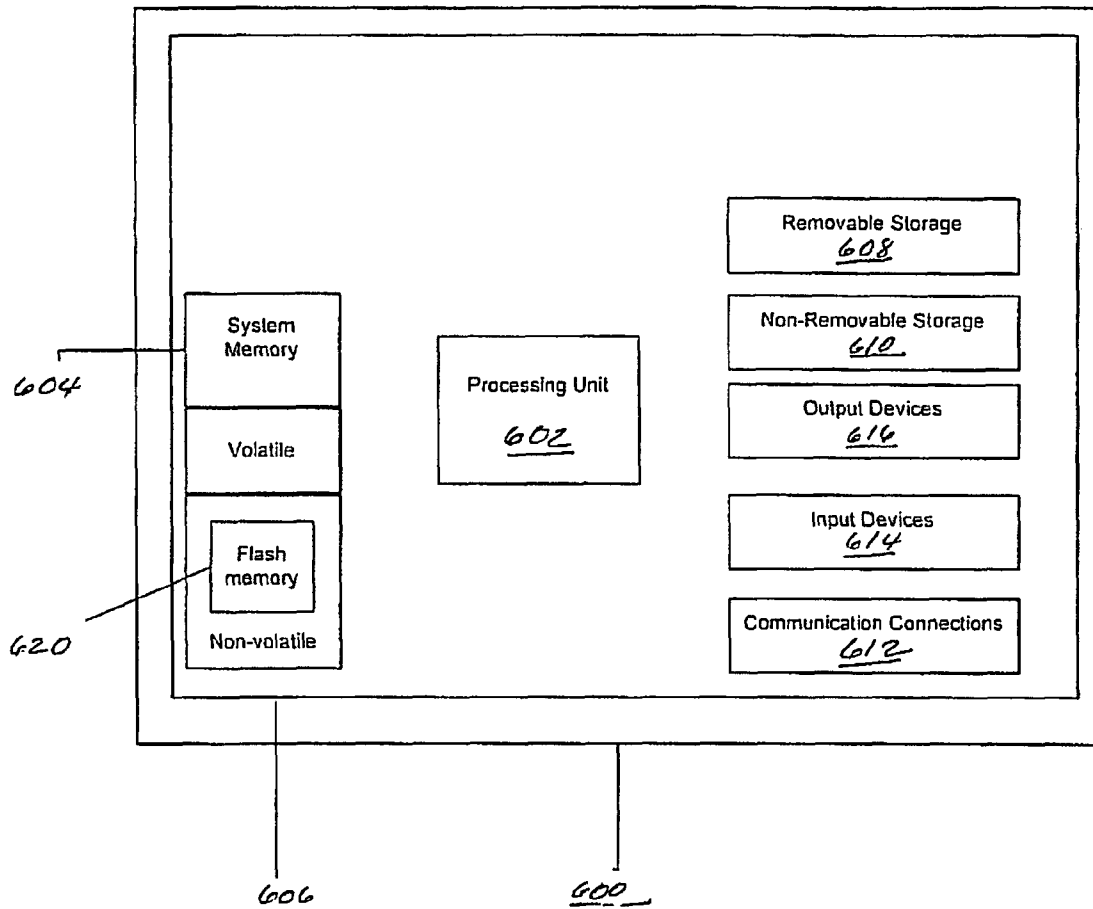 Removable Storage
608
System
Memory
Non-Removable Storage
610
604
Processing Unit
602
Output Devices
616
Volatile
Input Devices
614
Flash
memory
620
Non-volatile
Communication Connections
612
606
600